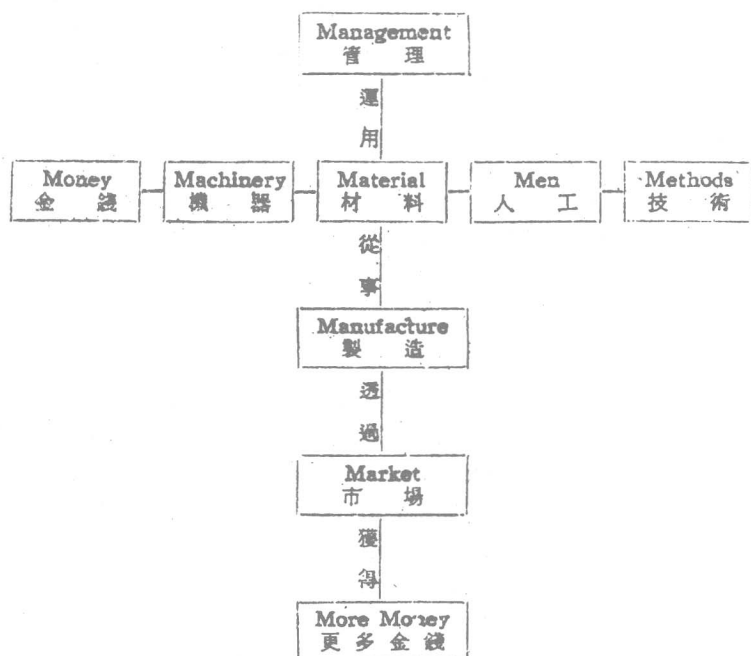 Management
管理
運
用
Money
金錢
Machinery
機器
Material
材料
Men
人工
Methods
技術
從
事
Manufacture
製造
透
過
Market
市場
獲
得
More Money
更多金錢